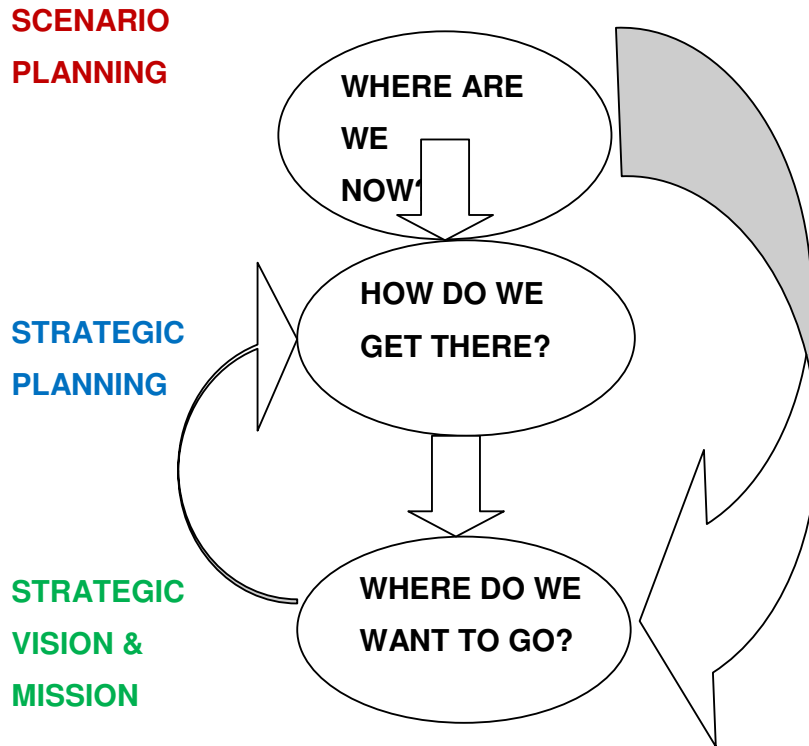 SCENARIO
PLANNING
WHERE ARE
WE
NOW?
STRATEGIC
PLANNING
HOW DO WE
GET THERE?
STRATEGIC
VISION &
MISSION
WHERE DO WE
WANT TO GO?